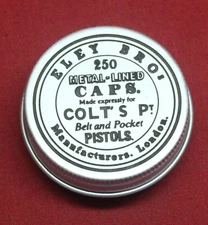 ELEY BROS
250
METAL-LINED
CAPS.
Made expressly for
COLT'S PT
Belt and Pocket
PISTOLS.
Manufacturers. London.